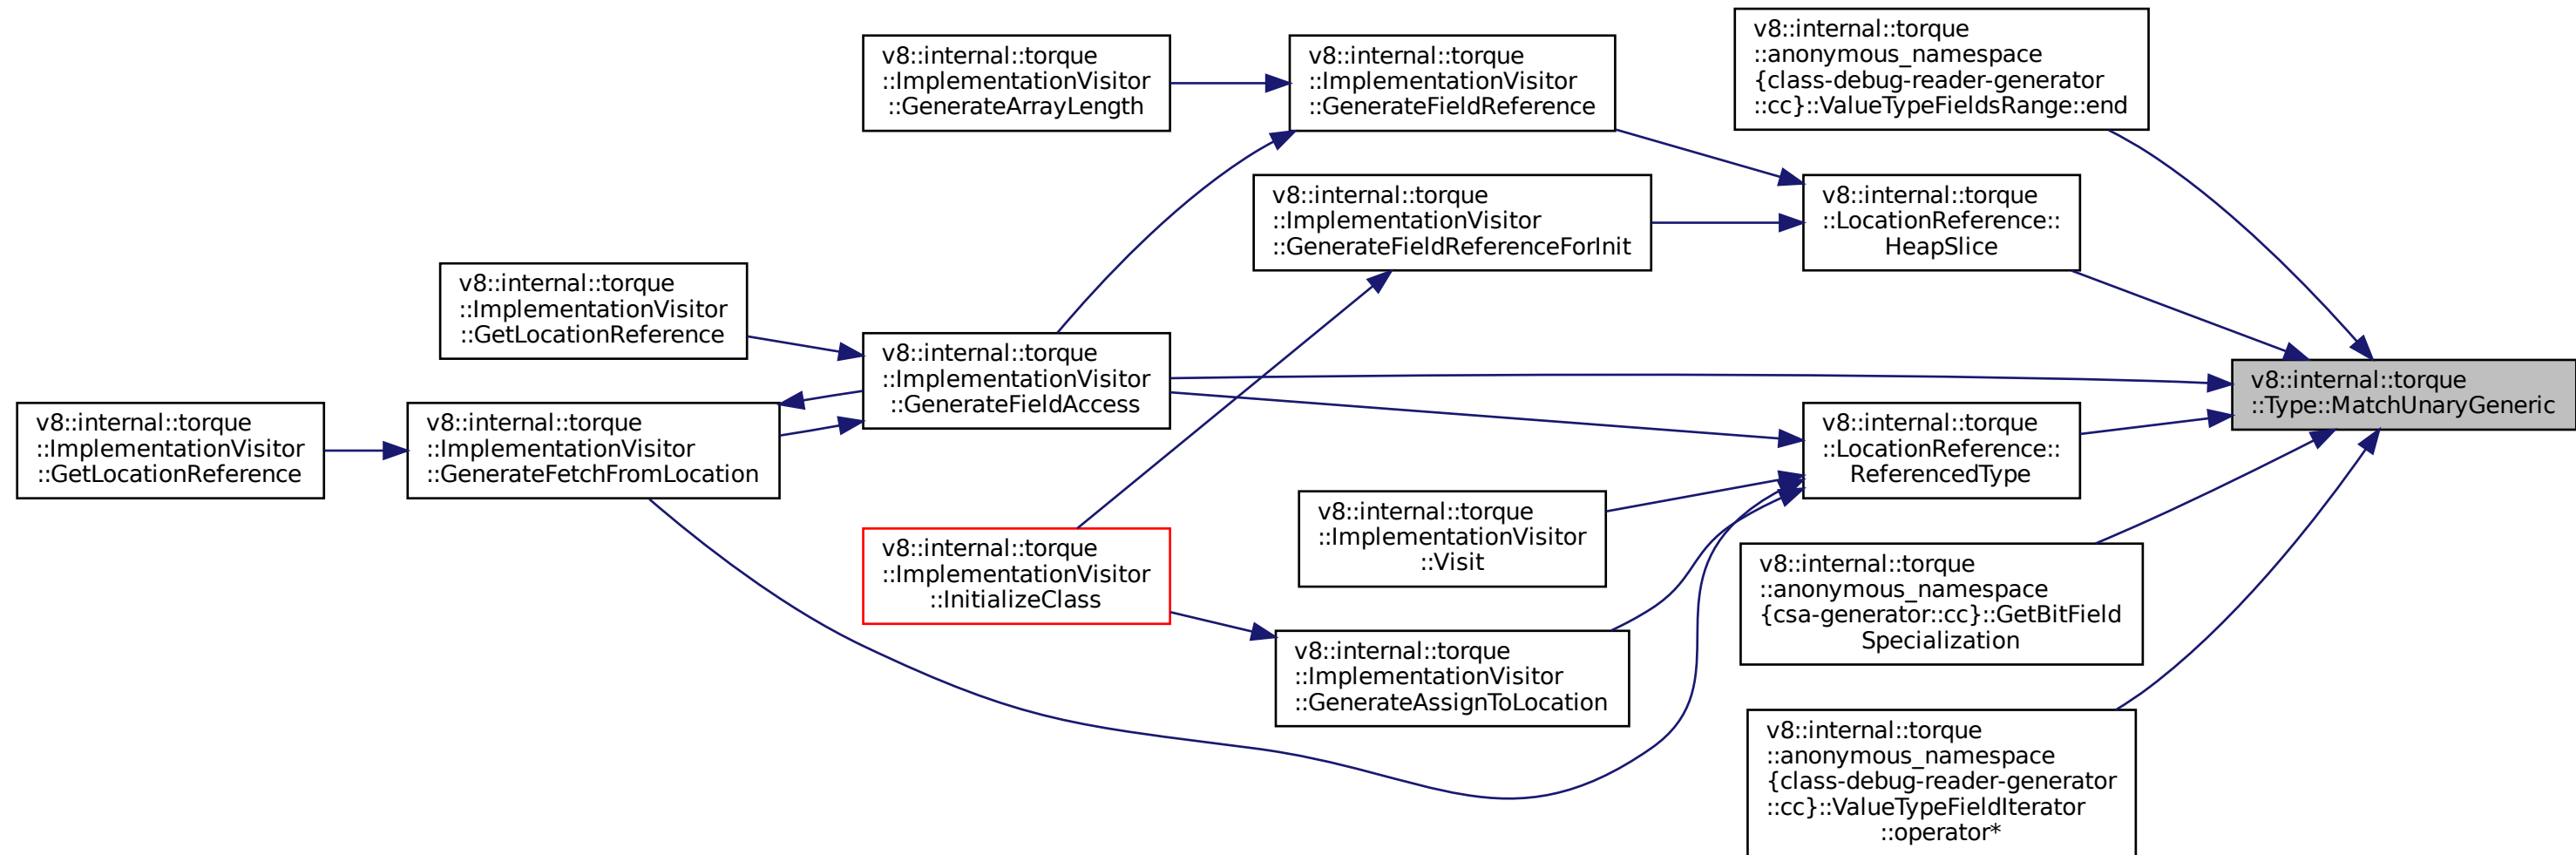 v8::internal::torque
::anonymous_namespace
{class-debug-reader-generator
::cc}::ValueTypeFieldsRange::end
v8::internal::torque
::ImplementationVisitor
::GenerateArrayLength
v8::internal::torque
::ImplementationVisitor
::GenerateFieldReference
v8::internal::torque
::ImplementationVisitor
::GenerateFieldReferenceForInit
v8::internal::torque
::LocationReference::
HeapSlice
v8::internal::torque
::ImplementationVisitor
::GetLocationReference
v8::internal::torque
::ImplementationVisitor
::GenerateFieldAccess
v8::internal::torque
::Type::MatchUnaryGeneric
v8::internal::torque
::ImplementationVisitor
::GetLocationReference
v8::internal::torque
::ImplementationVisitor
::GenerateFetchFromLocation
v8::internal::torque
::LocationReference::
ReferencedType
v8::internal::torque
::ImplementationVisitor
::Visit
v8::internal::torque
::ImplementationVisitor
::InitializeClass
v8::internal::torque
::anonymous_namespace
{csa-generator::cc}::GetBitField
Specialization
v8::internal::torque
::ImplementationVisitor
::GenerateAssignToLocation
v8::internal::torque
::anonymous_namespace
{class-debug-reader-generator
::cc}::ValueTypeFieldIterator
::operator*